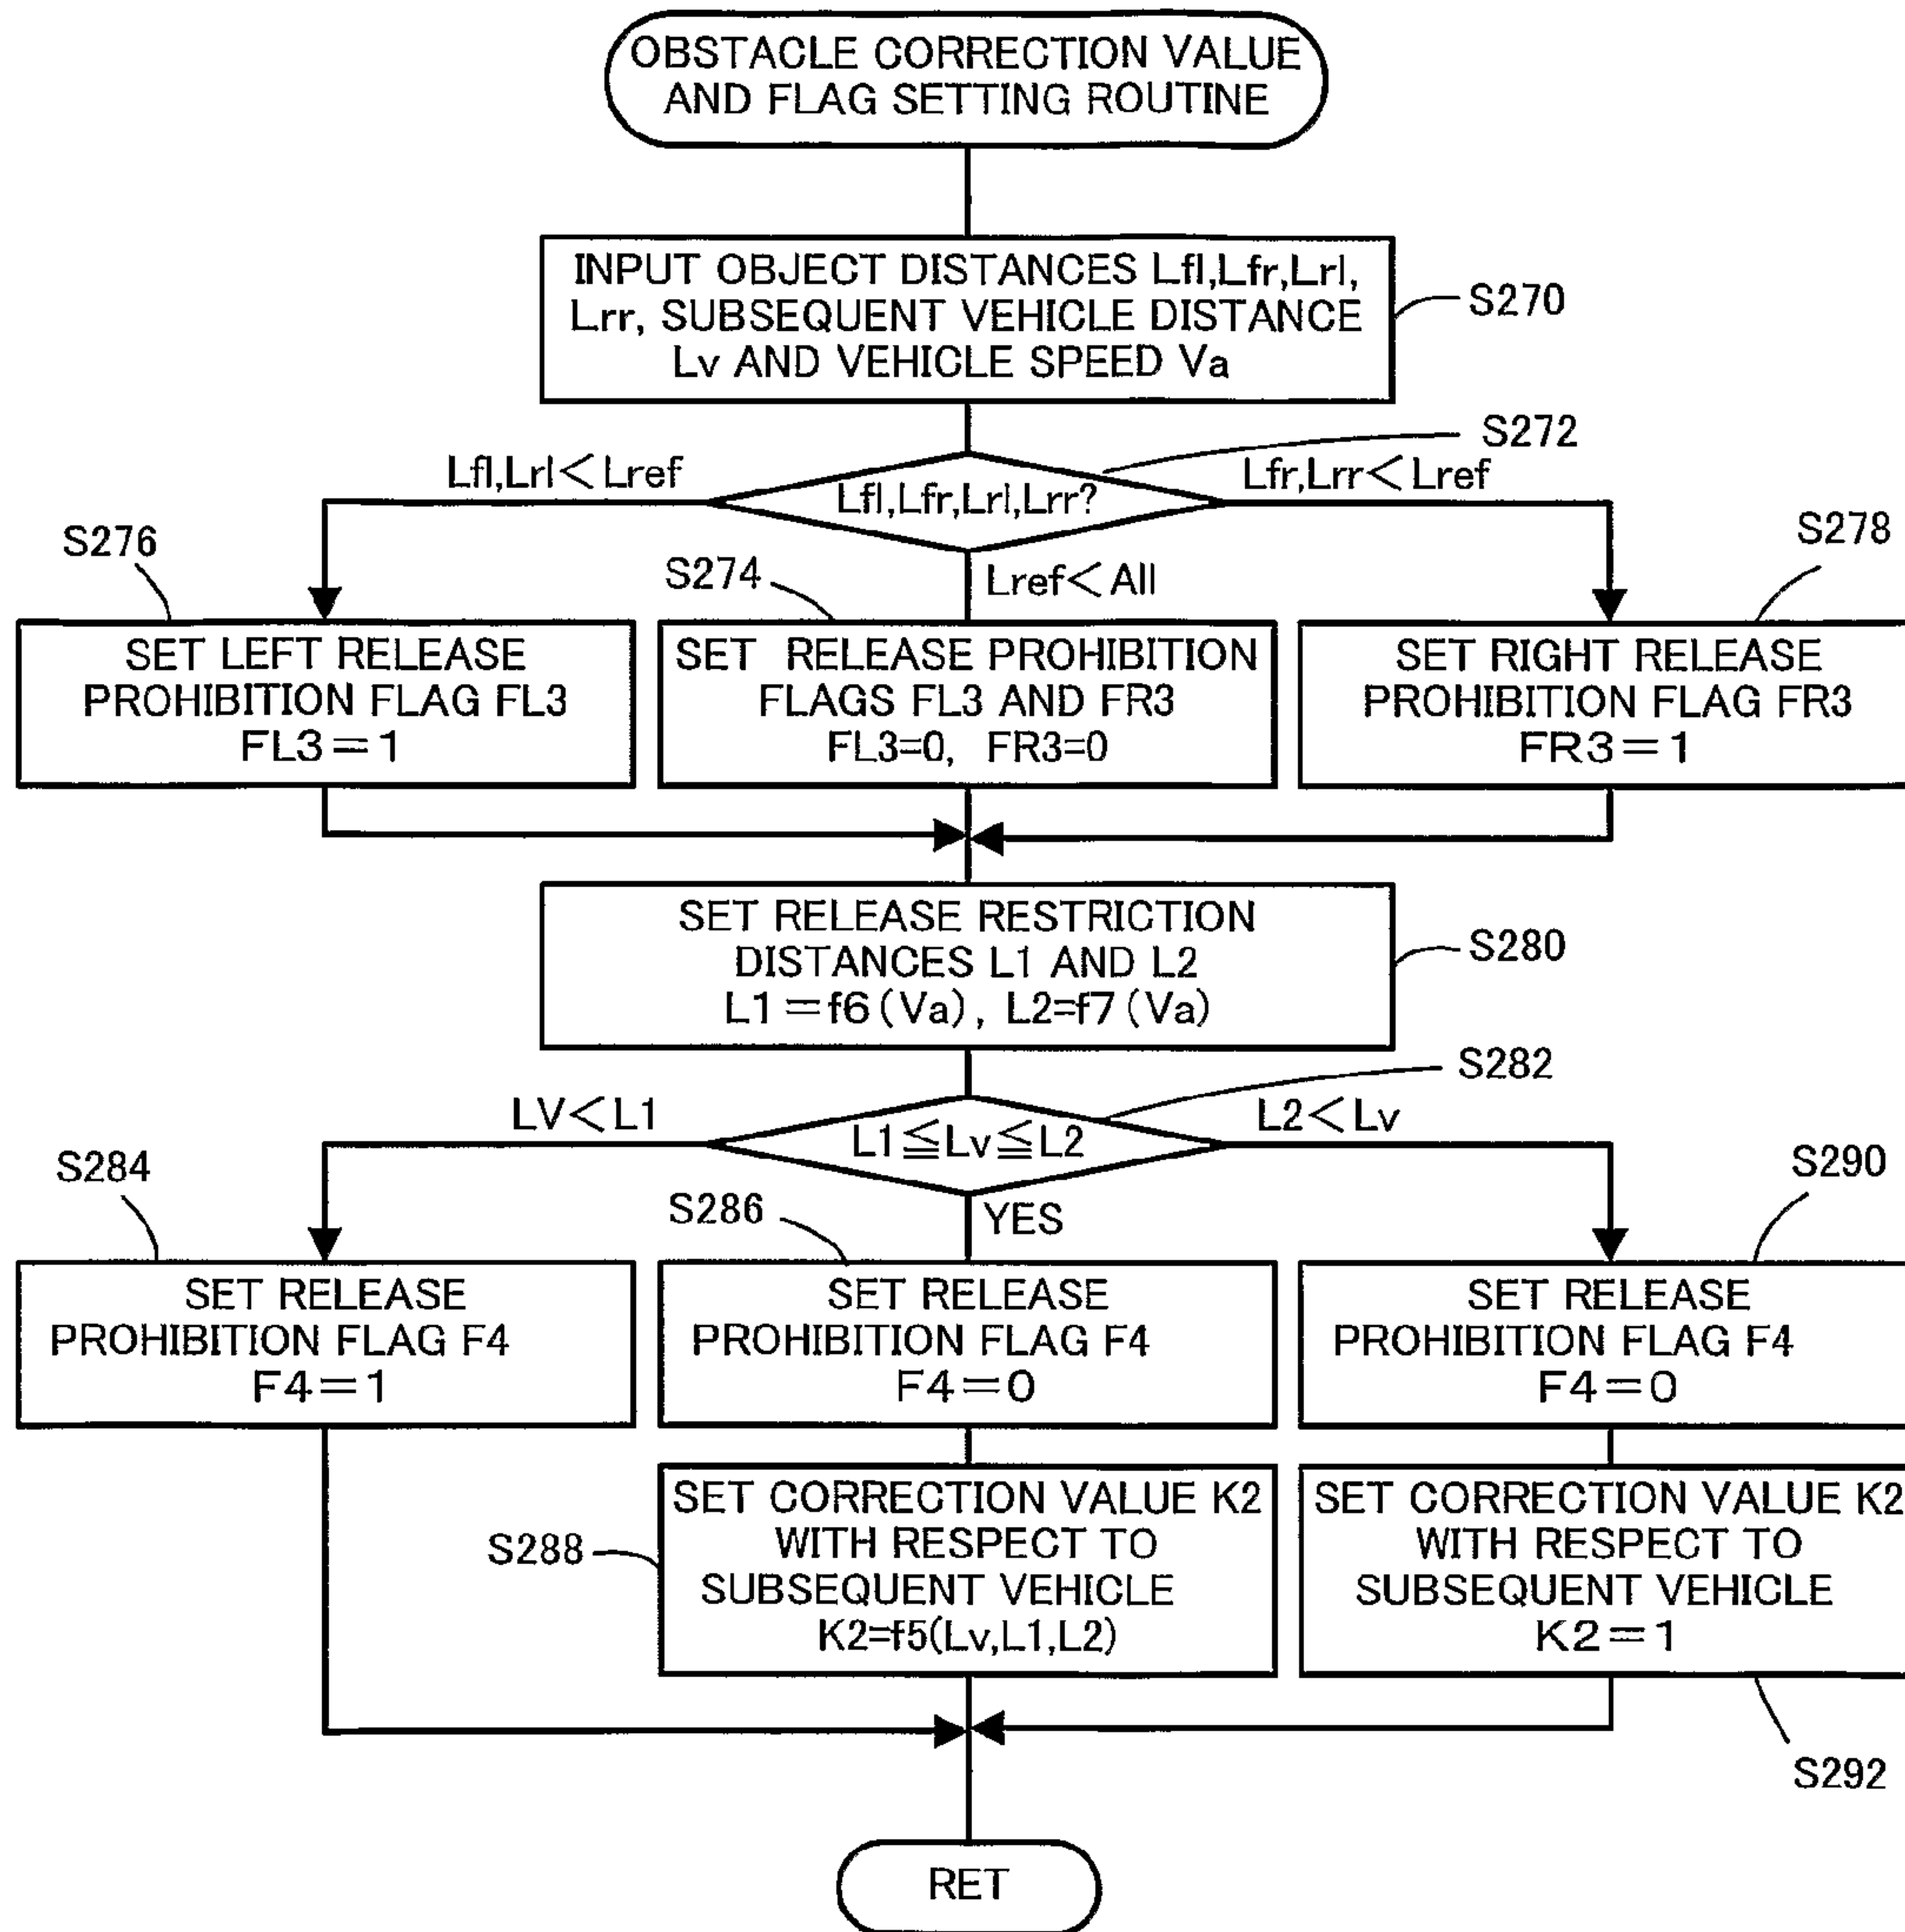 OBSTACLE CORRECTION VALUE
AND FLAG SETTING ROUTINE
INPUT OBJECT DISTANCES Lfl,Lfr,Lrl,
Lrr, SUBSEQUENT VEHICLE DISTANCE
Lv AND VEHICLE SPEED Va
S270
S272
Lfl,Lrl<Lref
Lfl,Lfr,Lrl,Lrr?
Lfr,Lrr<Lref
S276
S274
Lref<All
S278
SET LEFT RELEASE
PROHIBITION FLAG FL3
FL3=1
SET RELEASE PROHIBITION
FLAGS FL3 AND FR3
FL3=0, FR3=0
SET RIGHT RELEASE
PROHIBITION FLAG FR3
FR3=1
SET RELEASE RESTRICTION
DISTANCES L1 AND L2
L1=f6(Va), L2=f7(Va)
S280
S282
LV<L1
L1≦Lv≦L2
L2<Lv
S284
S286
YES
S290
SET RELEASE
PROHIBITION FLAG F4
F4=1
SET RELEASE
PROHIBITION FLAG F4
F4=0
SET RELEASE
PROHIBITION FLAG F4
F4=0
S288
SET CORRECTION VALUE K2
WITH RESPECT TO
SUBSEQUENT VEHICLE
K2=f5(Lv,L1,L2)
SET CORRECTION VALUE K2
WITH RESPECT TO
SUBSEQUENT VEHICLE
K2=1
S292
RET